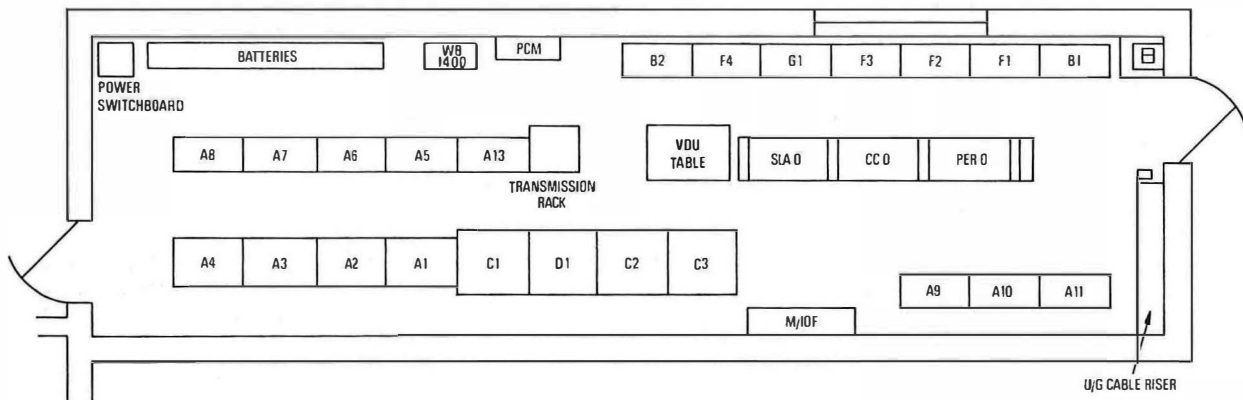 BATTERIES
WB
1400
PCM
B2 F4 G1 F3 F2 F1 B1
POWER
SWITCHBOARD
A8 A7 A6 A5 A13
TRANSMISSION
RACK
VDU
TABLE
SLA 0 CC 0 PER 0
A4 A3 A2 A1 C1 D1 C2 C3
A9 A10 A11
M/IDF
U/G CABLE RISER